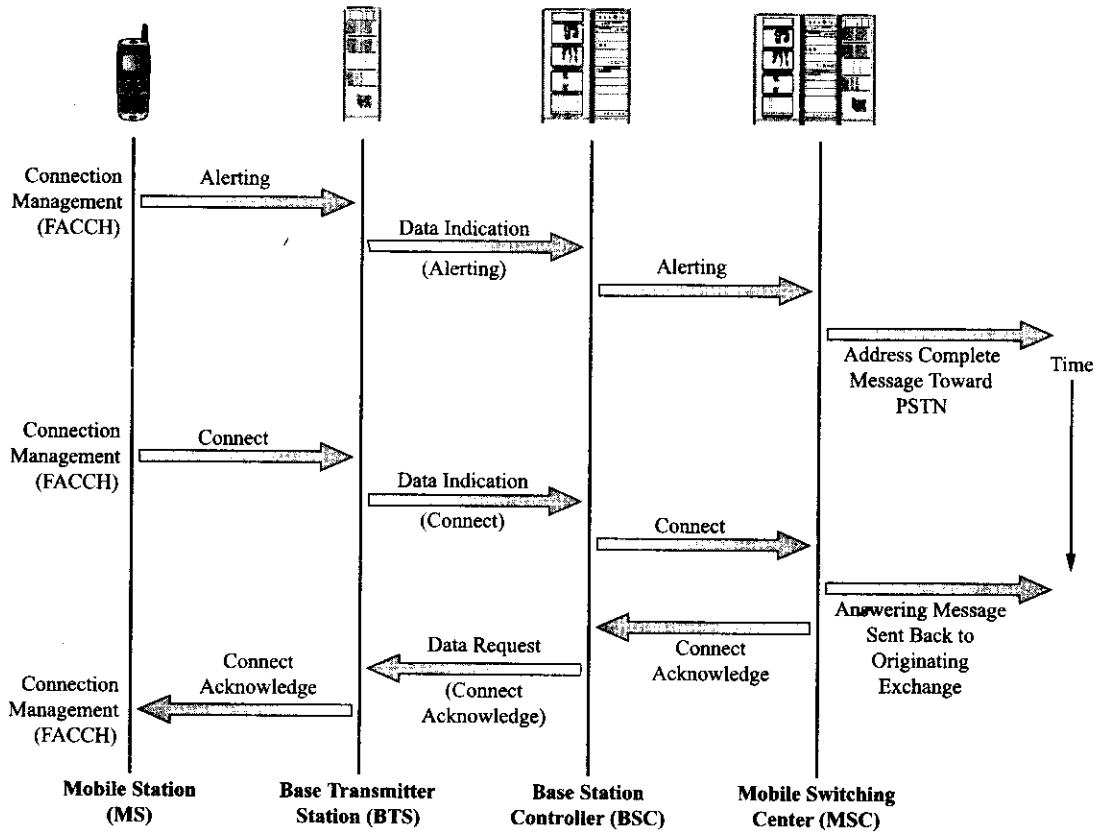 Connection
Management
(FACCH)
Alerting
Data Indication
(Alerting)
Alerting
Address Complete
Message Toward
PSTN
Time
Connection
Management
(FACCH)
Connect
Data Indication
(Connect)
Connect
Answering Message
Sent Back to
Originating
Exchange
Connect
Acknowledge
Data Request
(Connect
Acknowledge)
Connect
Acknowledge
Connection
Management
(FACCH)
Mobile Station
(MS)
Base Transmitter
Station (BTS)
Base Station
Controller (BSC)
Mobile Switching
Center (MSC)